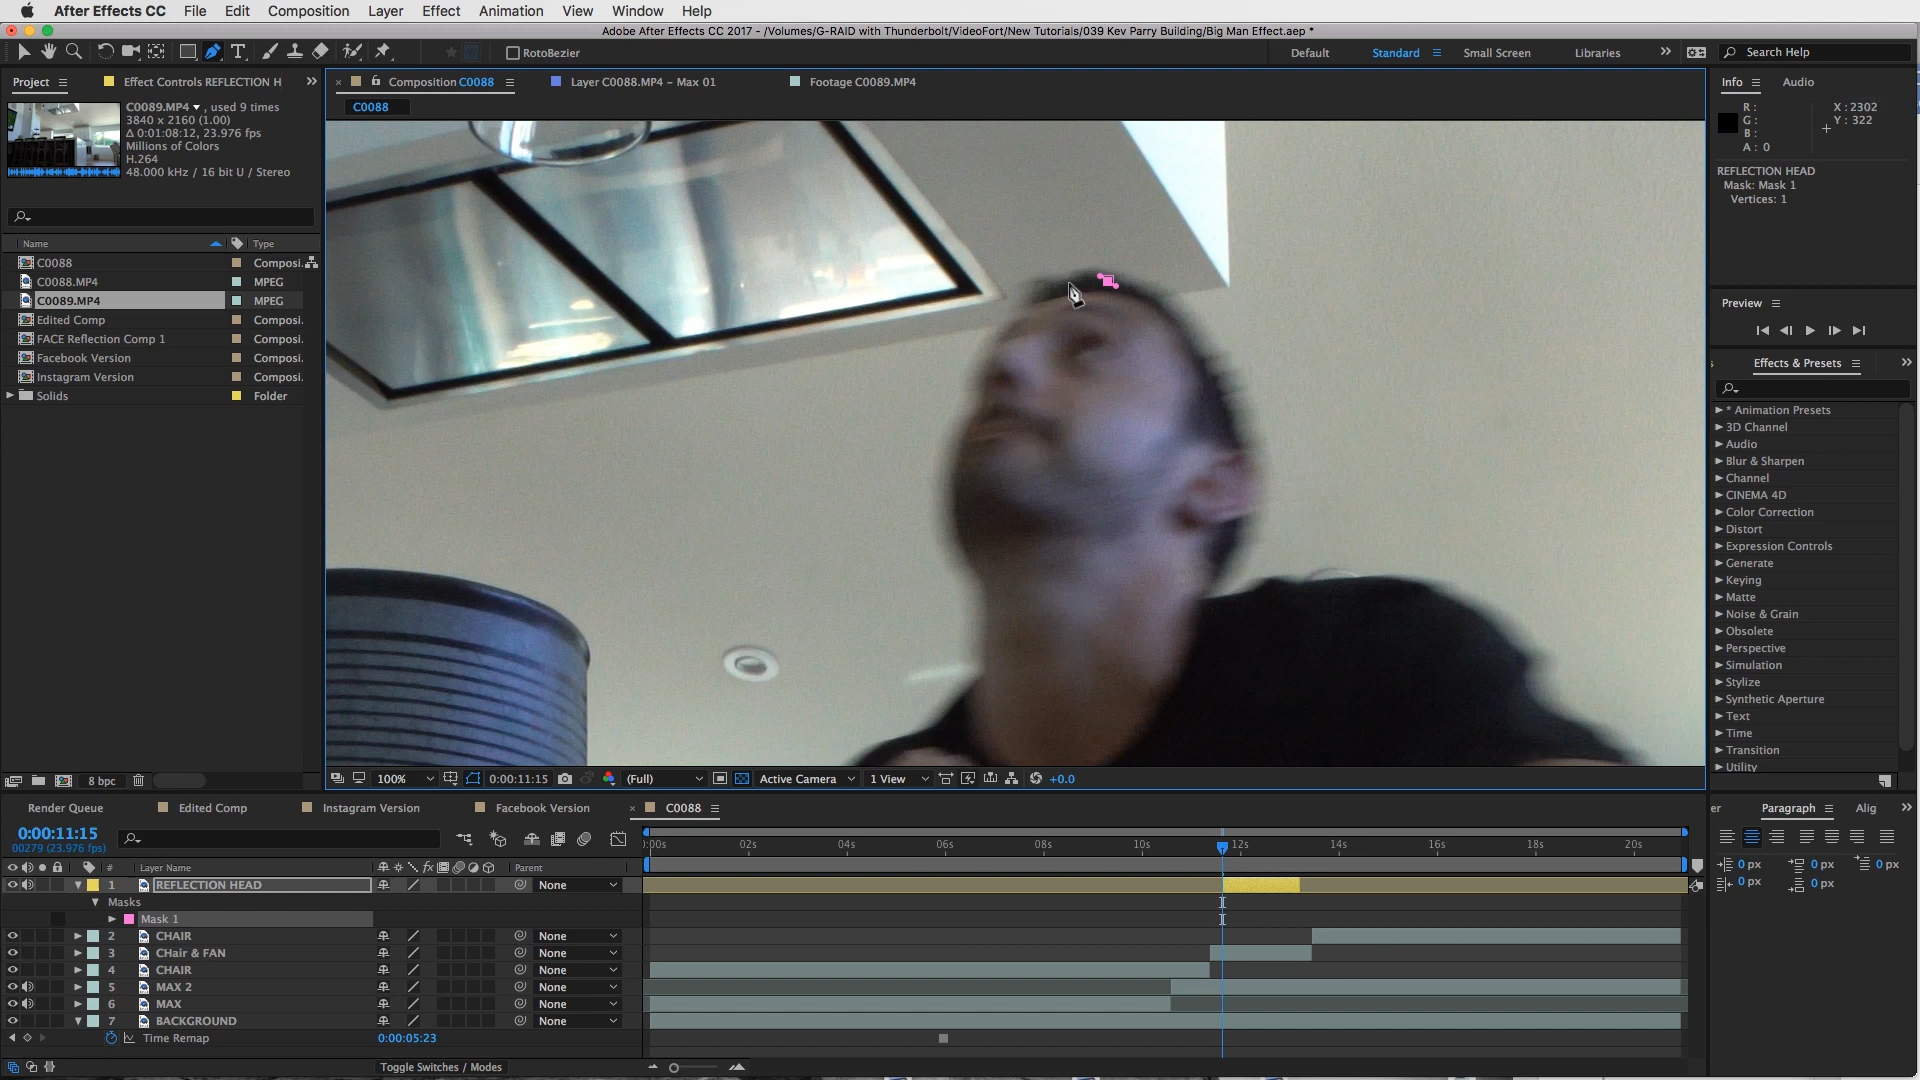 After Effects CC File Edit Composition Layer Effect Animation View Window Help
Adobe After Effects CC 2017 - /Volumes/G-RAID with Thunderbolt/VideoFort/New Tutorials/039 Kev Parry Building/Big Man Effect.aep *
RotoBezier Default Standard Small Screen Libraries Search Help
Project Effect Controls REFLECTION H Composition C0088 Layer C0088.MP4 – Max 01 Footage C0089.MP4 Info Audio
C0088
C0089.MP4 , used 9 times
3840 x 2160 (1.00)
Δ 0:01:08:12, 23.976 fps
Millions of Colors
H.264
48.000 kHz / 16 bit U / Stereo
R :
G :
B :
A : 0
X : 2302
Y : 322
REFLECTION HEAD
Mask: Mask 1
Vertices: 1
Name Type
C0088 Composi.
C0088.MP4 MPEG
C0089.MP4 MPEG
Edited Comp Composi.
FACE Reflection Comp 1 Composi.
Facebook Version Composi.
Instagram Version Composi.
Solids Folder
Preview
Effects & Presets
* Animation Presets
3D Channel
Audio
Blur & Sharpen
Channel
CINEMA 4D
Color Correction
Distort
Expression Controls
Generate
Keying
Matte
Noise & Grain
Obsolete
Perspective
Simulation
Stylize
Synthetic Aperture
Text
Time
Transition
Utility
8 bpc 100% 0:00:11:15 (Full) Active Camera 1 View +0.0
Render Queue Edited Comp Instagram Version Facebook Version C0088 er Paragraph Alig
0:00:11:15
00279 (23.976 fps)
:00s 02s 04s 06s 08s 10s 12s 14s 16s 18s 20s
# Layer Name fx Parent
0 px 0 px 0 px
0 px 0 px
1 REFLECTION HEAD None
Masks
Mask 1
2 CHAIR None
3 CHair & FAN None
4 CHAIR None
5 MAX 2 None
6 MAX None
7 BACKGROUND None
Time Remap 0:00:05:23
Toggle Switches / Modes